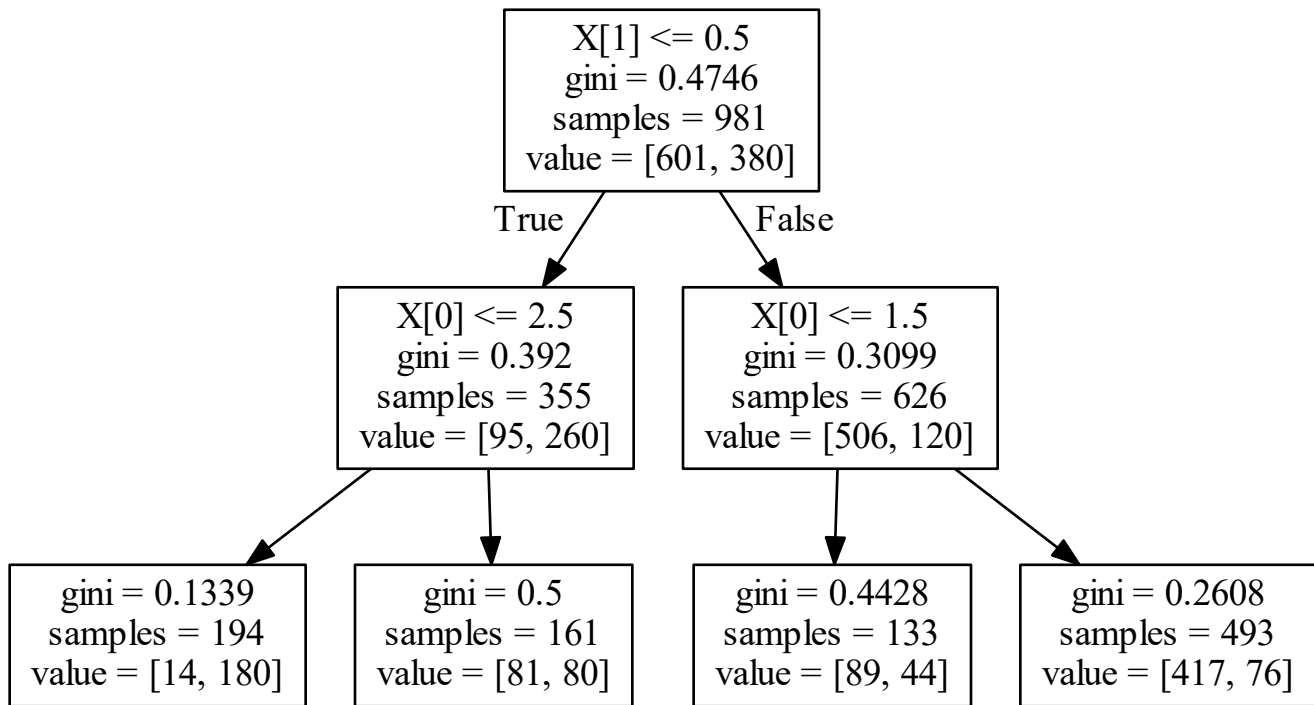 X[1] <= 0.5
gini = 0.4746
samples = 981
value = [601, 380]
True
False
X[0] <= 2.5
gini = 0.392
samples = 355
value = [95, 260]
X[0] <= 1.5
gini = 0.3099
samples = 626
value = [506, 120]
gini = 0.1339
samples = 194
value = [14, 180]
gini = 0.5
samples = 161
value = [81, 80]
gini = 0.4428
samples = 133
value = [89, 44]
gini = 0.2608
samples = 493
value = [417, 76]